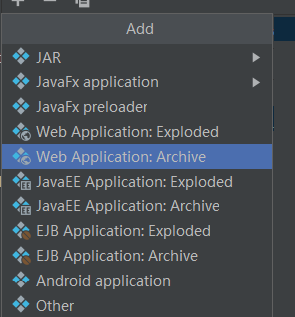 Add
JAR
JavaFx application
JavaFx preloader
Web Application: Exploded
Web Application: Archive
JavaEE Application: Exploded
JavaEE Application: Archive
EJB Application: Exploded
EJB Application: Archive
Android application
Other